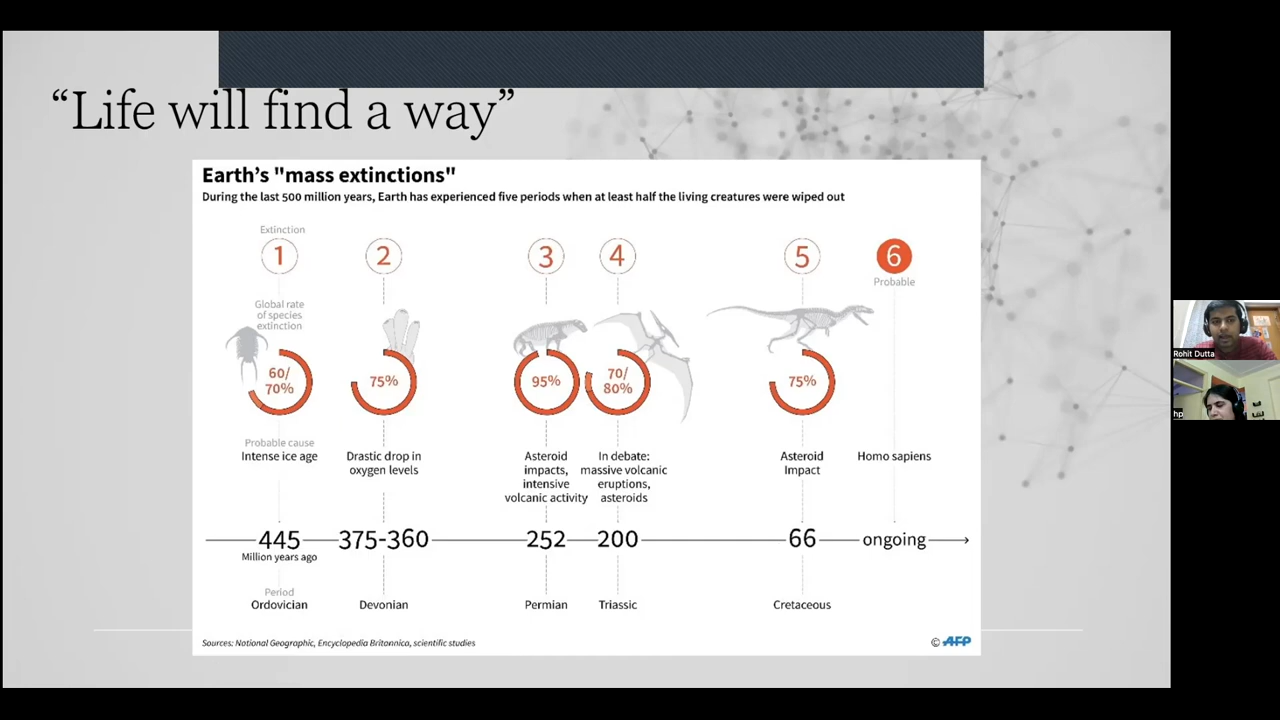 “Life will find a way”
Earth’s "mass extinctions"
During the last 500 million years, Earth has experienced five periods when at least half the living creatures were wiped out
Extinction
1
2
3
4
5
6
Probable
Global rate
of species
extinction
60/
70%
75%
95%
70/
80%
75%
Probable cause
Intense ice age
Drastic drop in
oxygen levels
Asteroid
impacts,
intensive
volcanic activity
In debate:
massive volcanic
eruptions,
asteroids
Asteroid
Impact
Homo sapiens
445
Million years ago
375-360
252
200
66
ongoing
Period
Ordovician
Devonian
Permian
Triassic
Cretaceous
Sources: National Geographic, Encyclopedia Britannica, scientific studies
© AFP
Rohit Dutta
hp